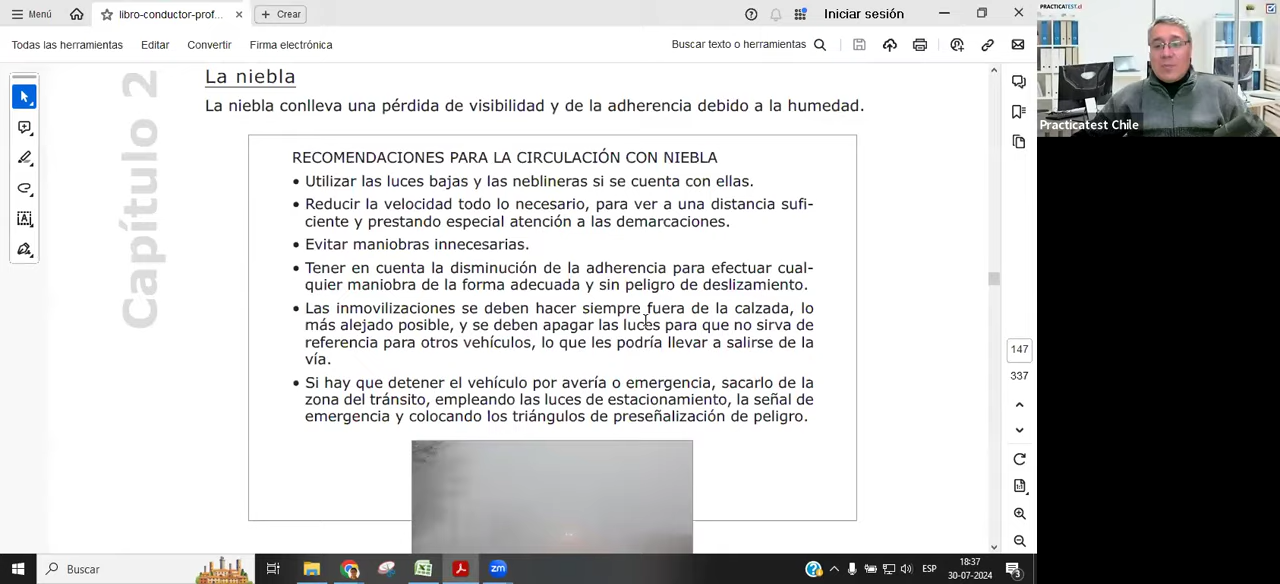 Menú
libro-conductor-prof...
Crear
Iniciar sesión
PRACTICATEST.cl
Todas las herramientas
Editar
Convertir
Firma electrónica
Buscar texto o herramientas
Capítulo 2
La niebla
La niebla conlleva una pérdida de visibilidad y de la adherencia debido a la humedad.
RECOMENDACIONES PARA LA CIRCULACIÓN CON NIEBLA
• Utilizar las luces bajas y las neblineras si se cuenta con ellas.
• Reducir la velocidad todo lo necesario, para ver a una distancia sufi-
ciente y prestando especial atención a las demarcaciones.
• Evitar maniobras innecesarias.
• Tener en cuenta la disminución de la adherencia para efectuar cual-
quier maniobra de la forma adecuada y sin peligro de deslizamiento.
• Las inmovilizaciones se deben hacer siempre fuera de la calzada, lo
más alejado posible, y se deben apagar las luces para que no sirva de
referencia para otros vehículos, lo que les podría llevar a salirse de la
vía.
• Si hay que detener el vehículo por avería o emergencia, sacarlo de la
zona del tránsito, empleando las luces de estacionamiento, la señal de
emergencia y colocando los triángulos de preseñalización de peligro.
Practicatest Chile
147
337
Buscar
zm
ESP
18:37
30-07-2024
3